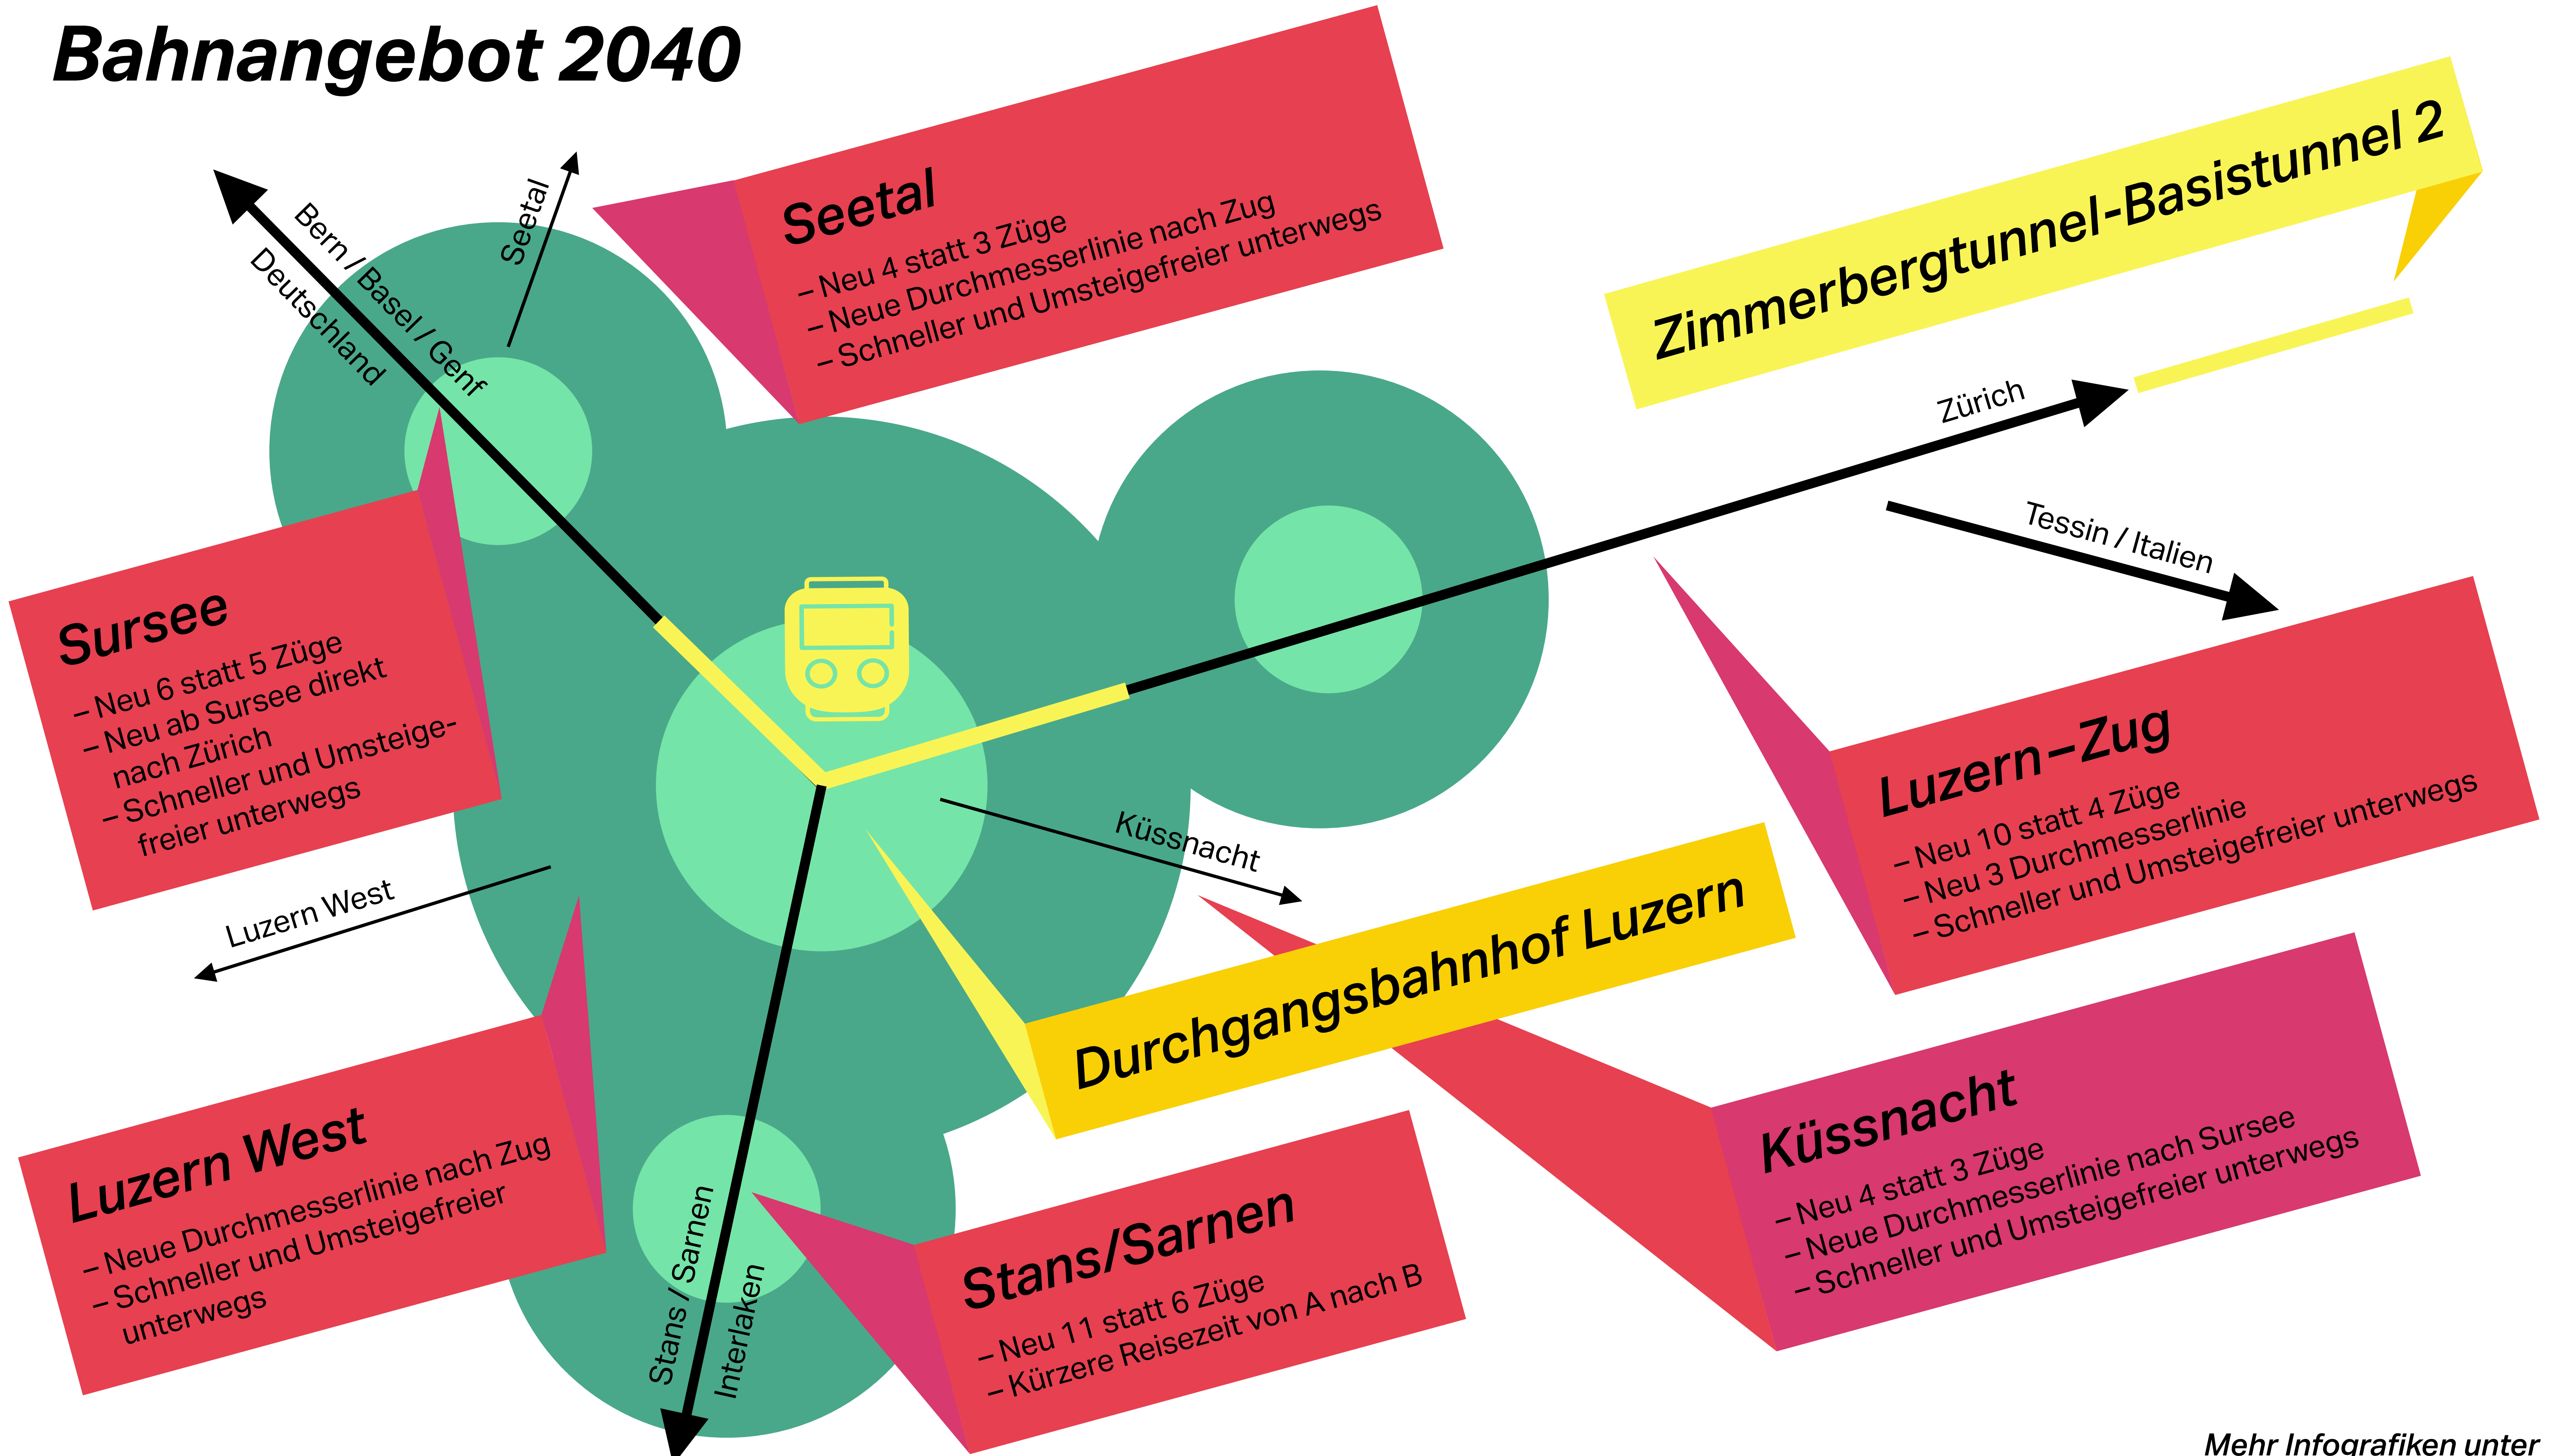 Bahnangebot 2040
Seetal
– Neu 4 statt 3 Züge
– Neue Durchmesserlinie nach Zug
– Schneller und Umsteigefreier unterwegs
Zimmerbergtunnel-Basistunnel 2
Bern / Basel / Genf
Deutschland
Seetal
Zürich
Tessin / Italien
Sursee
– Neu 6 statt 5 Züge
– Neu ab Sursee direkt
nach Zürich
– Schneller und Umsteige-
freier unterwegs
Luzern–Zug
– Neu 10 statt 4 Züge
– Neu 3 Durchmesserlinie
– Schneller und Umsteigefreier unterwegs
Küssnacht
Luzern West
Durchgangsbahnhof Luzern
Luzern West
– Neue Durchmesserlinie nach Zug
– Schneller und Umsteigefreier
unterwegs
Küssnacht
– Neu 4 statt 3 Züge
– Neue Durchmesserlinie nach Sursee
– Schneller und Umsteigefreier unterwegs
Stans / Sarnen
Interlaken
Stans/Sarnen
– Neu 11 statt 6 Züge
– Kürzere Reisezeit von A nach B
Mehr Infografiken unter